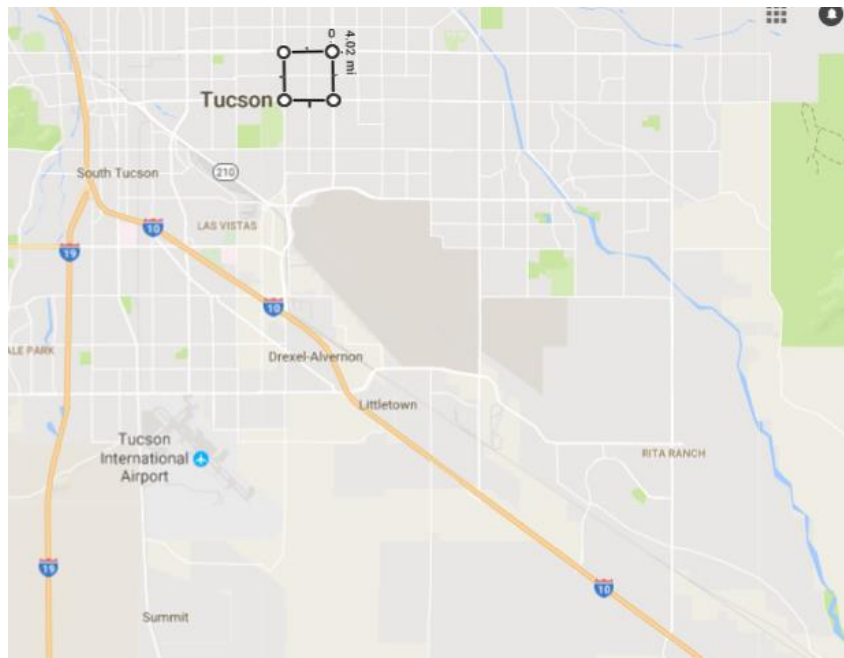 0.
4.02 mi
Tucson
South Tucson
210
LAS VISTAS
10
19
10
ALE PARK
Drexel-Alvernon
Littletown
Tucson
International
Airport
RITA RANCH
19
10
Summit